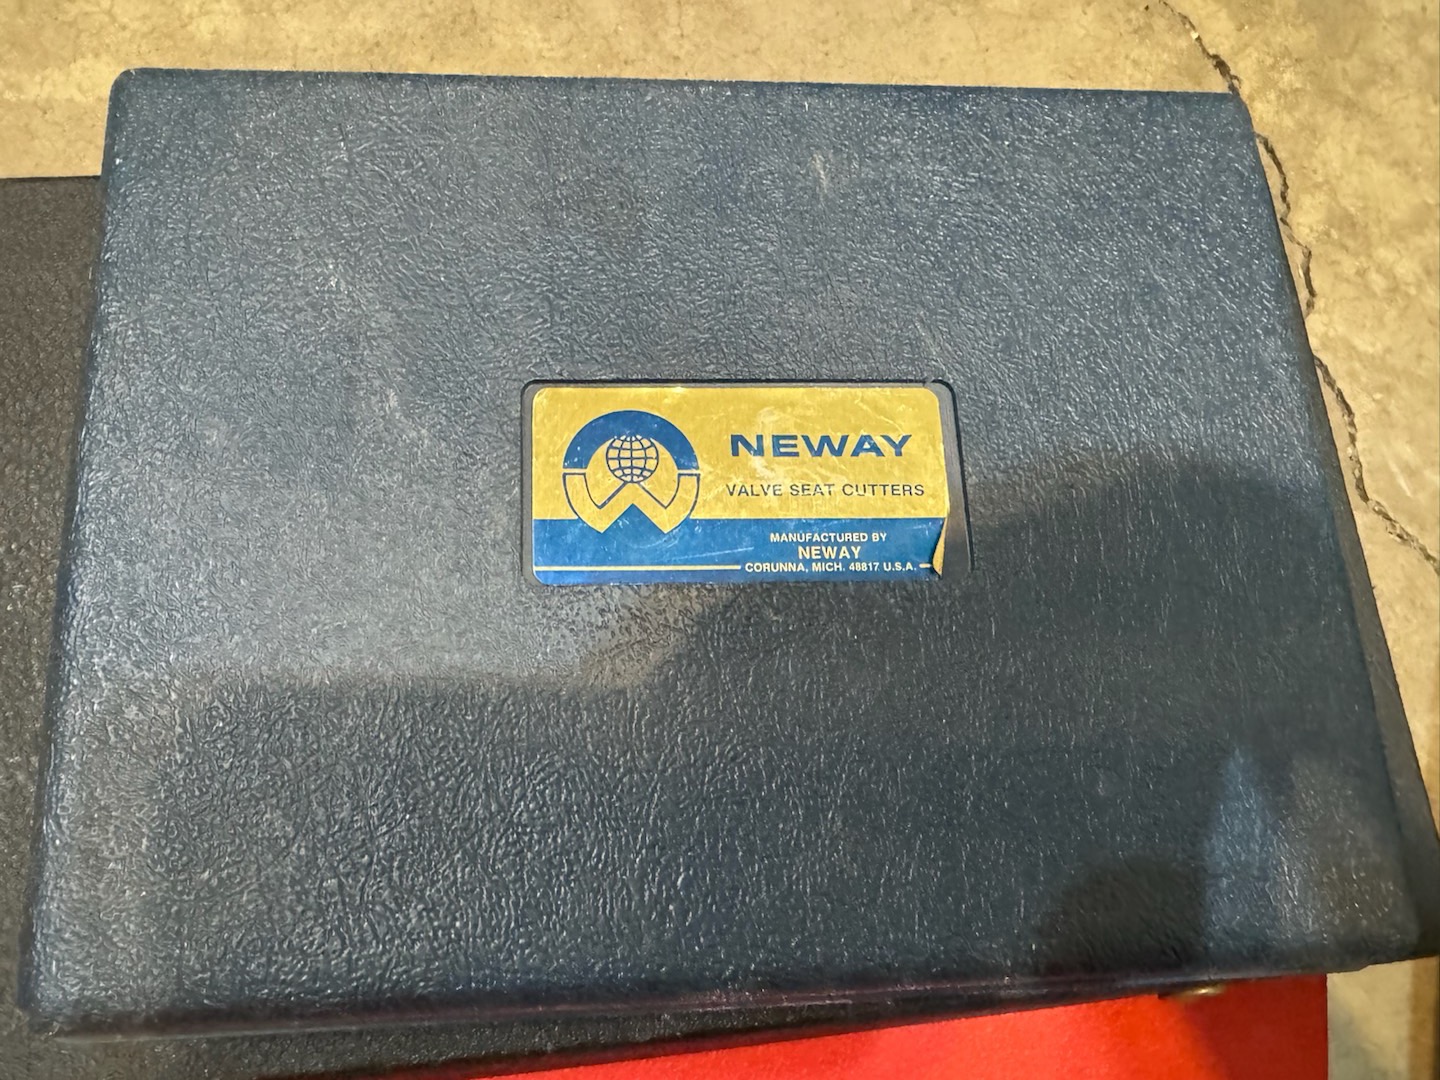 NEWAY
VALVE SEAT CUTTERS
MANUFACTURED BY
NEWAY
CORUNNA, MICH. 48817 U.S.A.